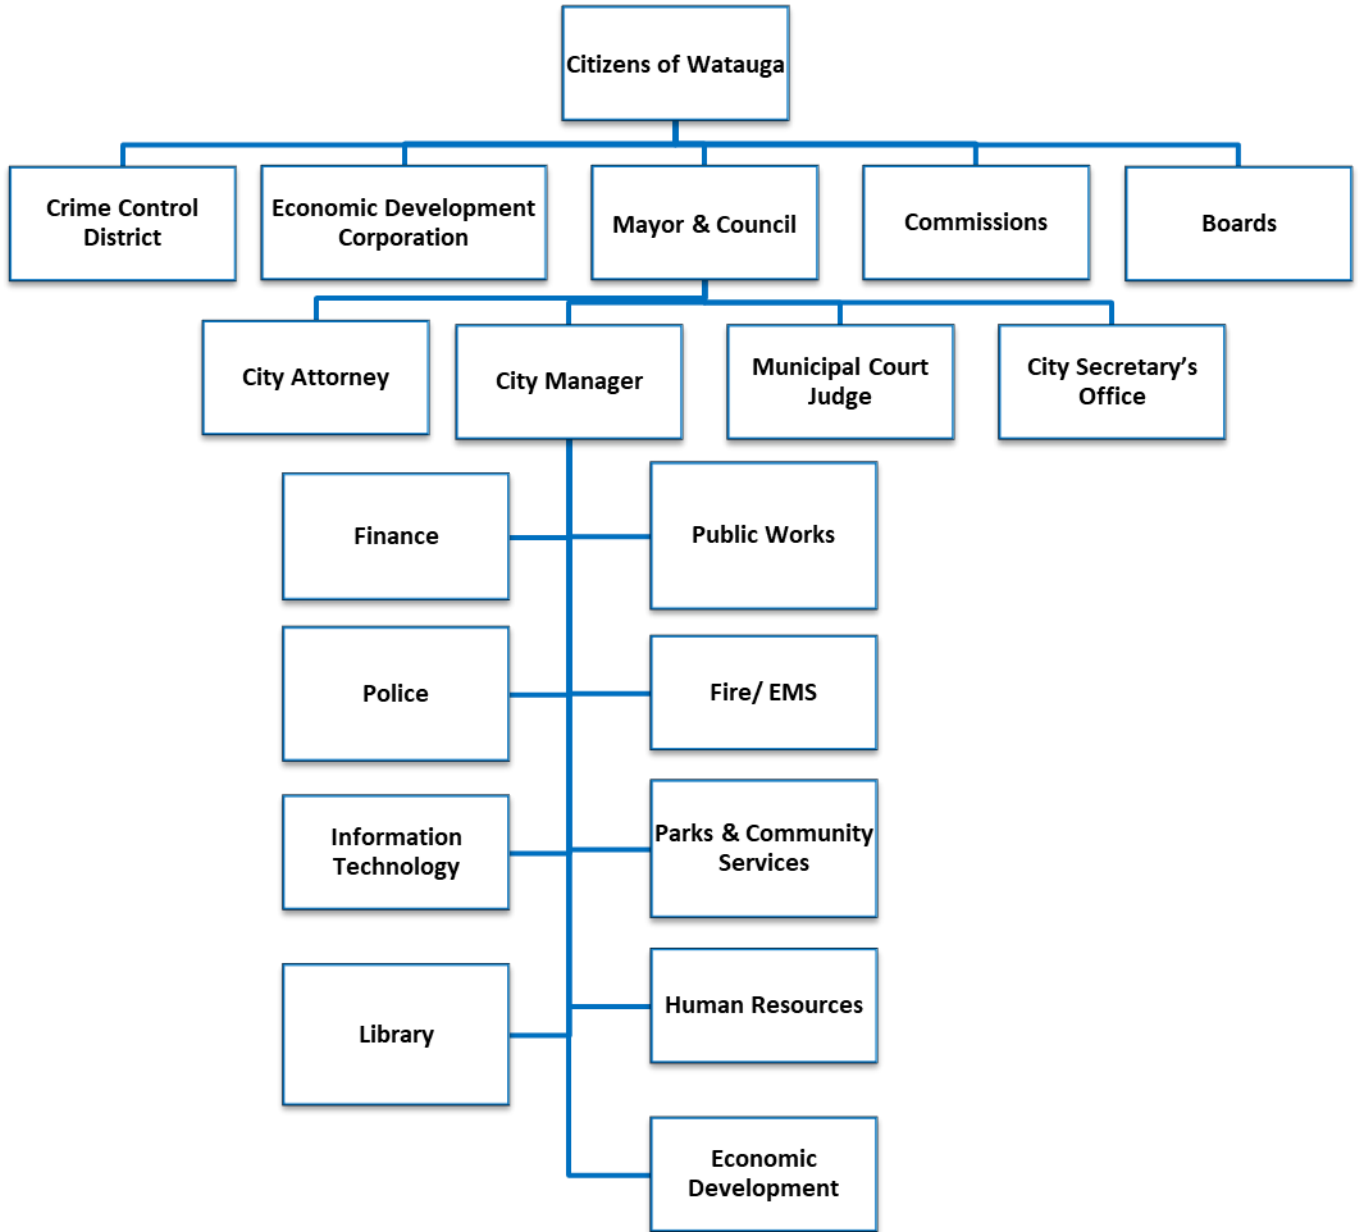 Citizens of Watauga
Crime Control
District
Economic Development
Corporation
Mayor & Council
Commissions
Boards
City Attorney
City Manager
Municipal Court
Judge
City Secretary’s
Office
Finance
Public Works
Police
Fire/ EMS
Information
Technology
Parks & Community
Services
Library
Human Resources
Economic
Development